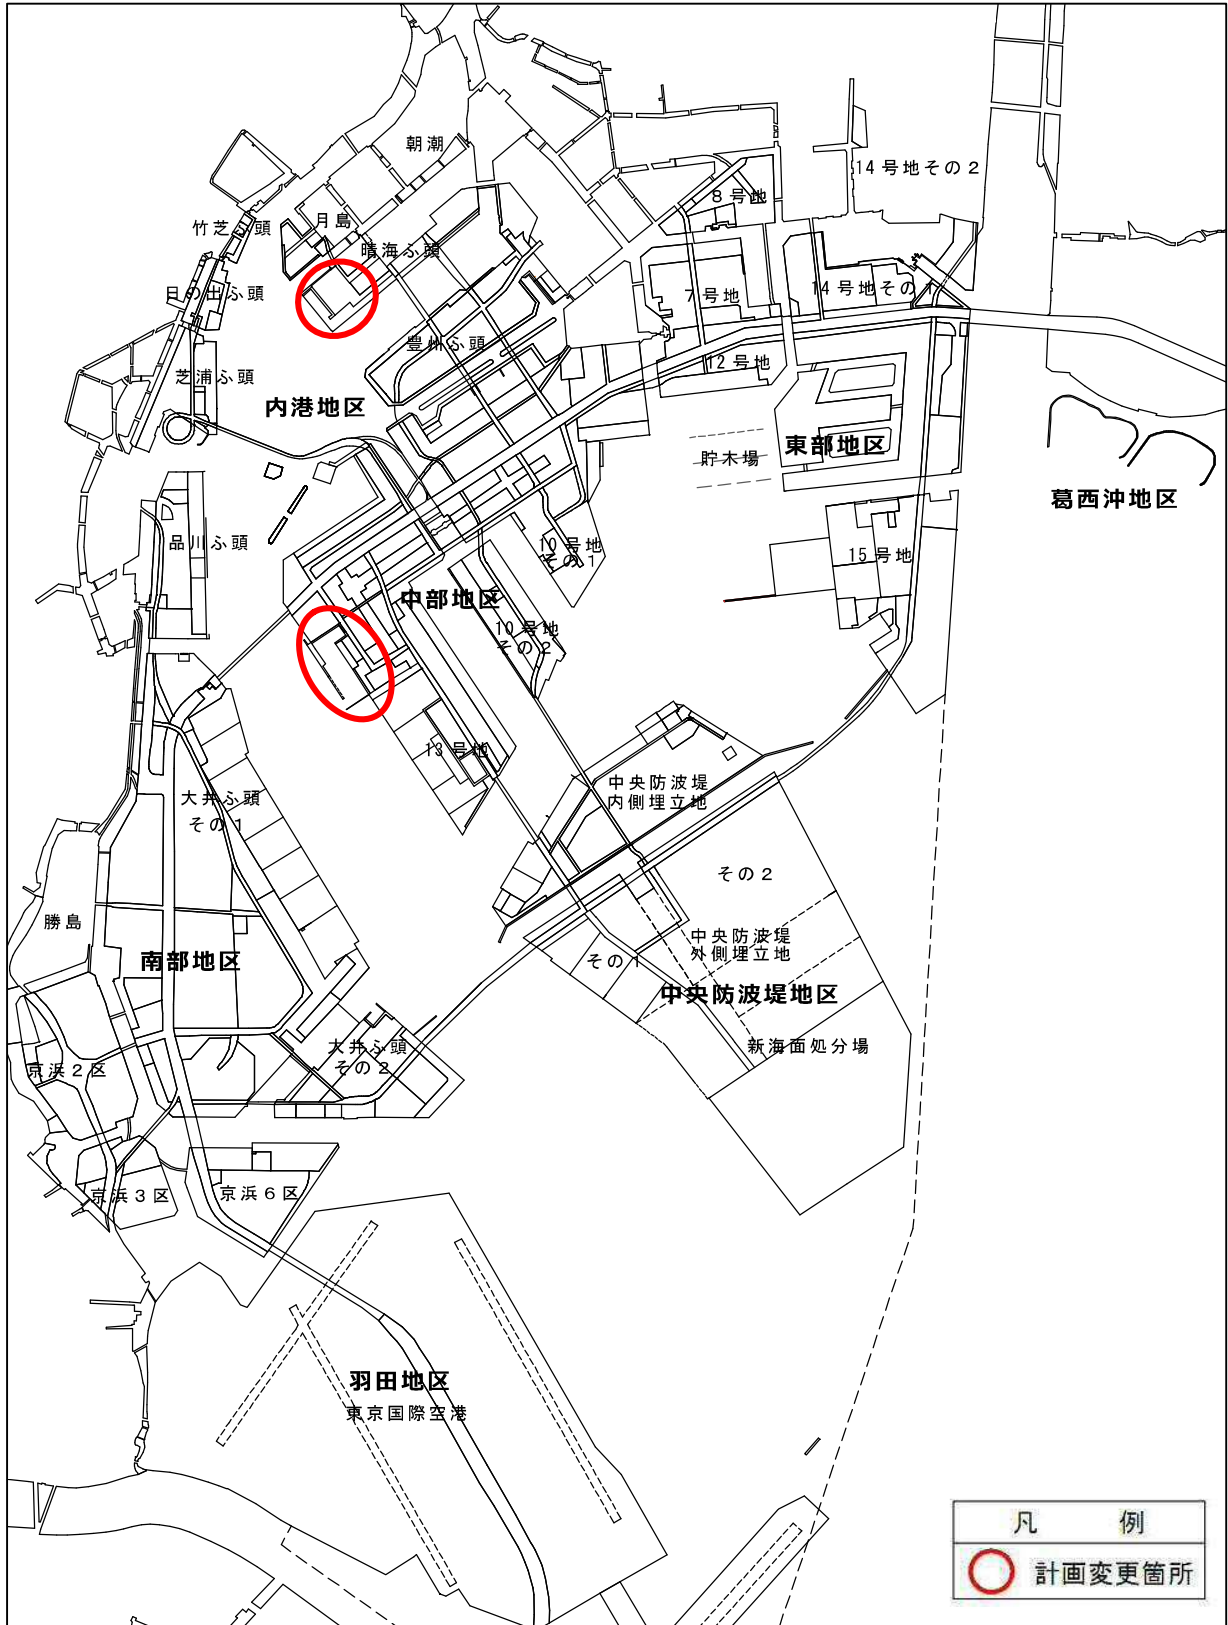 朝潮
14号地その2
8号地
竹芝ふ頭
月島
晴海ふ頭
日の出ふ頭
7号地
14号地その1
豊州ふ頭
12号地
芝浦ふ頭
内港地区
貯木場
東部地区
葛西沖地区
品川ふ頭
10号地
その1
15号地
中部地区
10号地
その2
13号地
中央防波堤
内側埋立地
大井ふ頭
その1
その2
勝島
中央防波堤
外側埋立地
南部地区
その1
中央防波堤地区
新海面処分場
大井ふ頭
その2
京浜2区
京浜3区
京浜6区
羽田地区
東京国際空港
凡 例
計画変更箇所